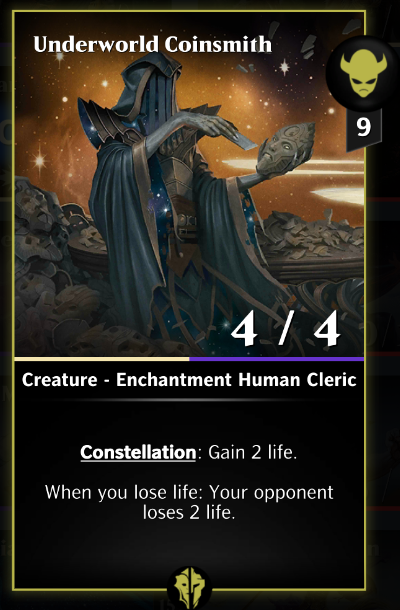 Underworld Coinsmith
9
4 / 4
Creature - Enchantment Human Cleric
Constellation: Gain 2 life.
When you lose life: Your opponent
loses 2 life.